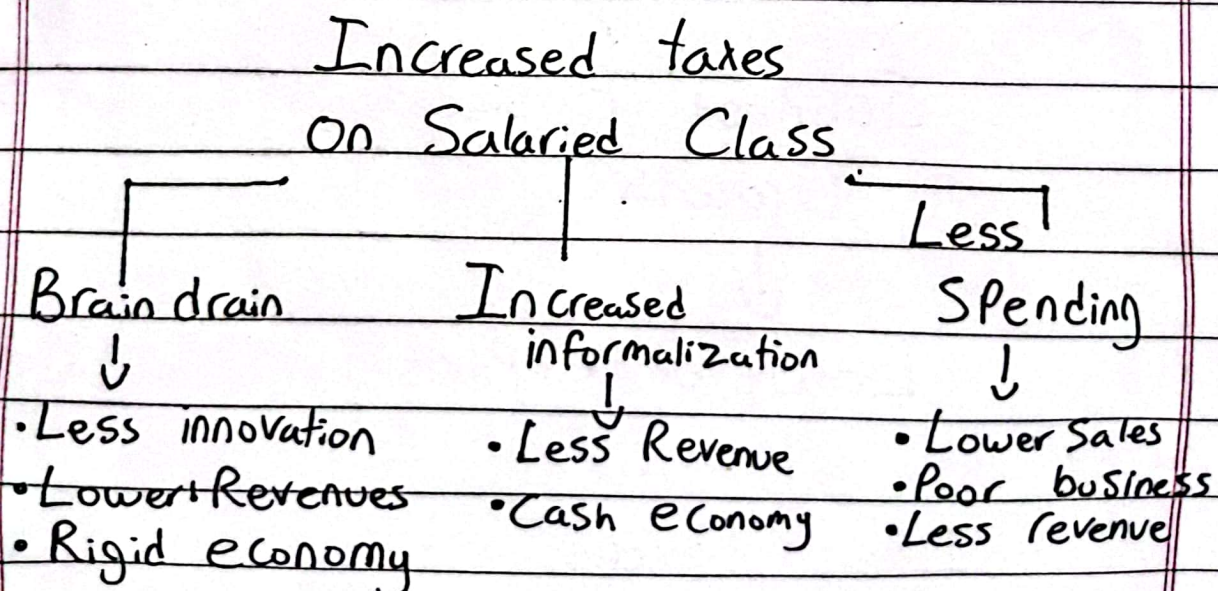 Increased taxes
on Salaried Class
Brain drain
Increased
informalization
Less
Spending
• Less innovation
• Lower Revenues
• Rigid economy
• Less Revenue
• Cash economy
• Lower Sales
• Poor business
• Less revenue